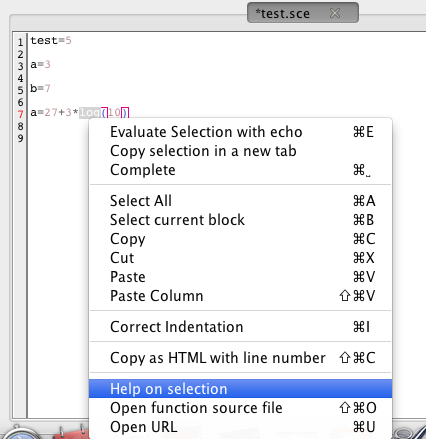 *test.sce
1 test=5
2
3 a=3
4
5 b=7
6
7 a=27+3*log(10)
8
9
Evaluate Selection with echo ⌘E
Copy selection in a new tab
Complete ⌘␣
Select All ⌘A
Select current block ⌘B
Copy ⌘C
Cut ⌘X
Paste ⌘V
Paste Column ⇧⌘V
Correct Indentation ⌘I
Copy as HTML with line number ⇧⌘C
Help on selection
Open function source file ⇧⌘O
Open URL ⌘U